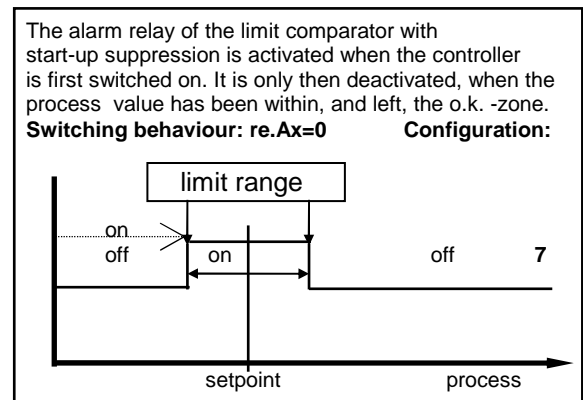 The alarm relay of the limit comparator with
start-up suppression is activated when the controller
is first switched on. It is only then deactivated, when the
process value has been within, and left, the o.k. -zone.
Switching behaviour: re.Ax=0 Configuration:
limit range
on
off on off 7
setpoint process